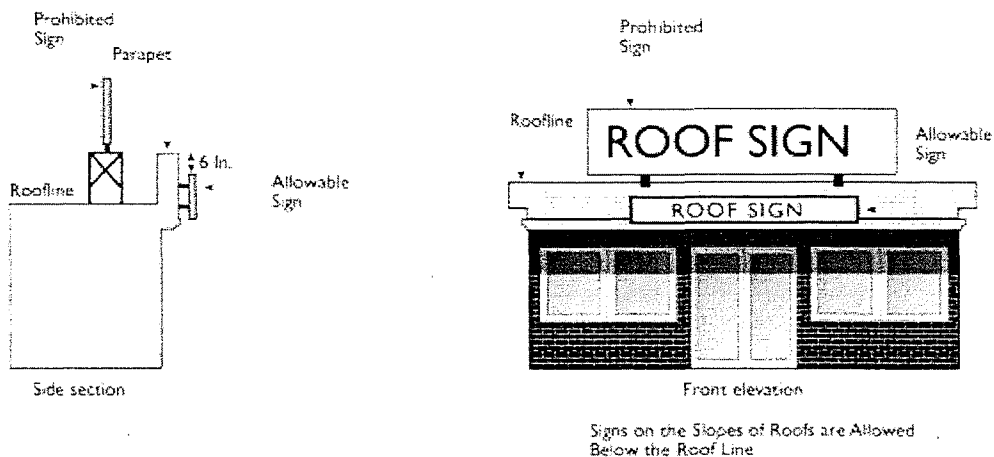 Prohibited
Sign
Parapet
6 In.
Roofline
Allowable
Sign
Side section
Prohibited
Sign
Roofline
ROOF SIGN
Allowable
Sign
ROOF SIGN
Front elevation
Signs on the Slopes of Roofs are Allowed
Below the Roof Line